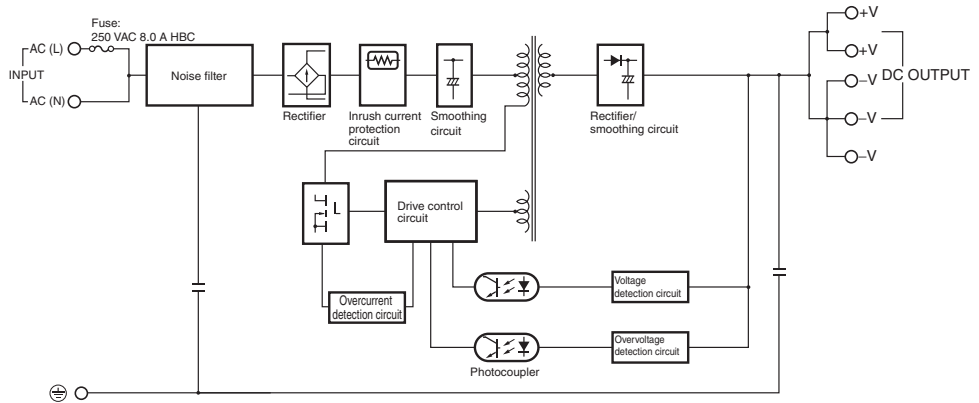 Fuse:
250 VAC 8.0 A HBC
AC (L)
INPUT
AC (N)
Noise filter
Rectifier
Inrush current
protection
circuit
Smoothing
circuit
Rectifier/
smoothing circuit
+V
+V
–V
DC OUTPUT
–V
–V
Drive control
circuit
Overcurrent
detection circuit
Voltage
detection circuit
Overvoltage
detection circuit
Photocoupler